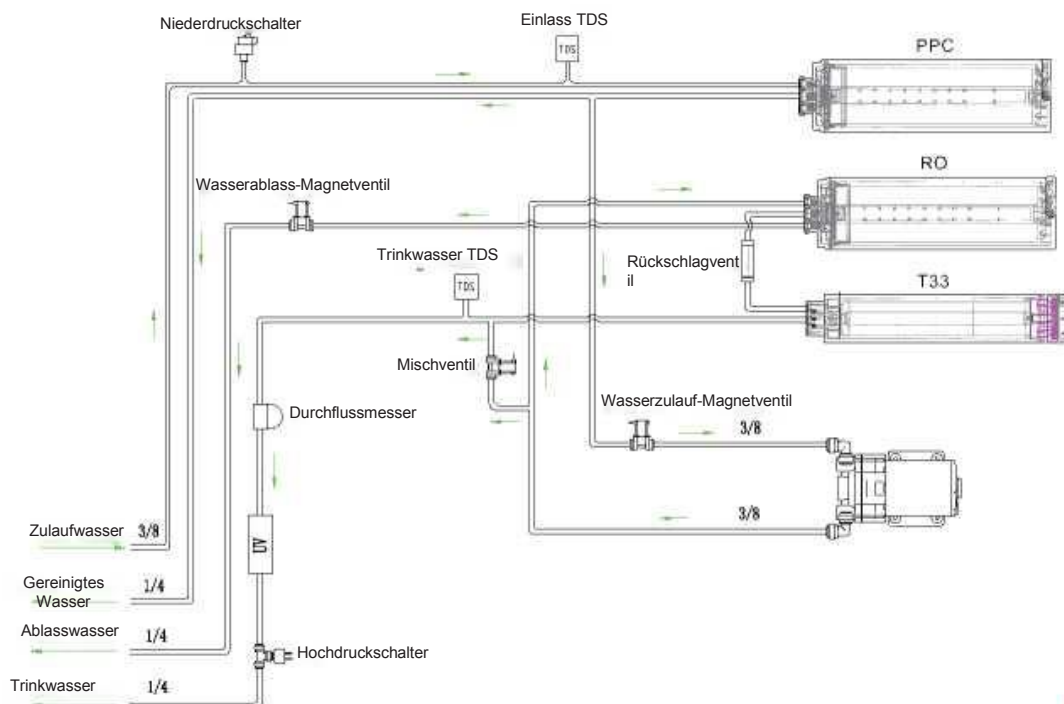 Niederdruckschalter
Einlass TDS
TDS
PPC
RO
Wasserablass-Magnetventil
Trinkwasser TDS
TDS
Rückschlagvent
il
T33
Mischventil
Wasserzulauf-Magnetventil
Durchflussmesser
3/8
3/8
UV
Zulaufwasser
3/8
Gereinigtes
Wasser
1/4
Ablasswasser
1/4
Hochdruckschalter
Trinkwasser
1/4